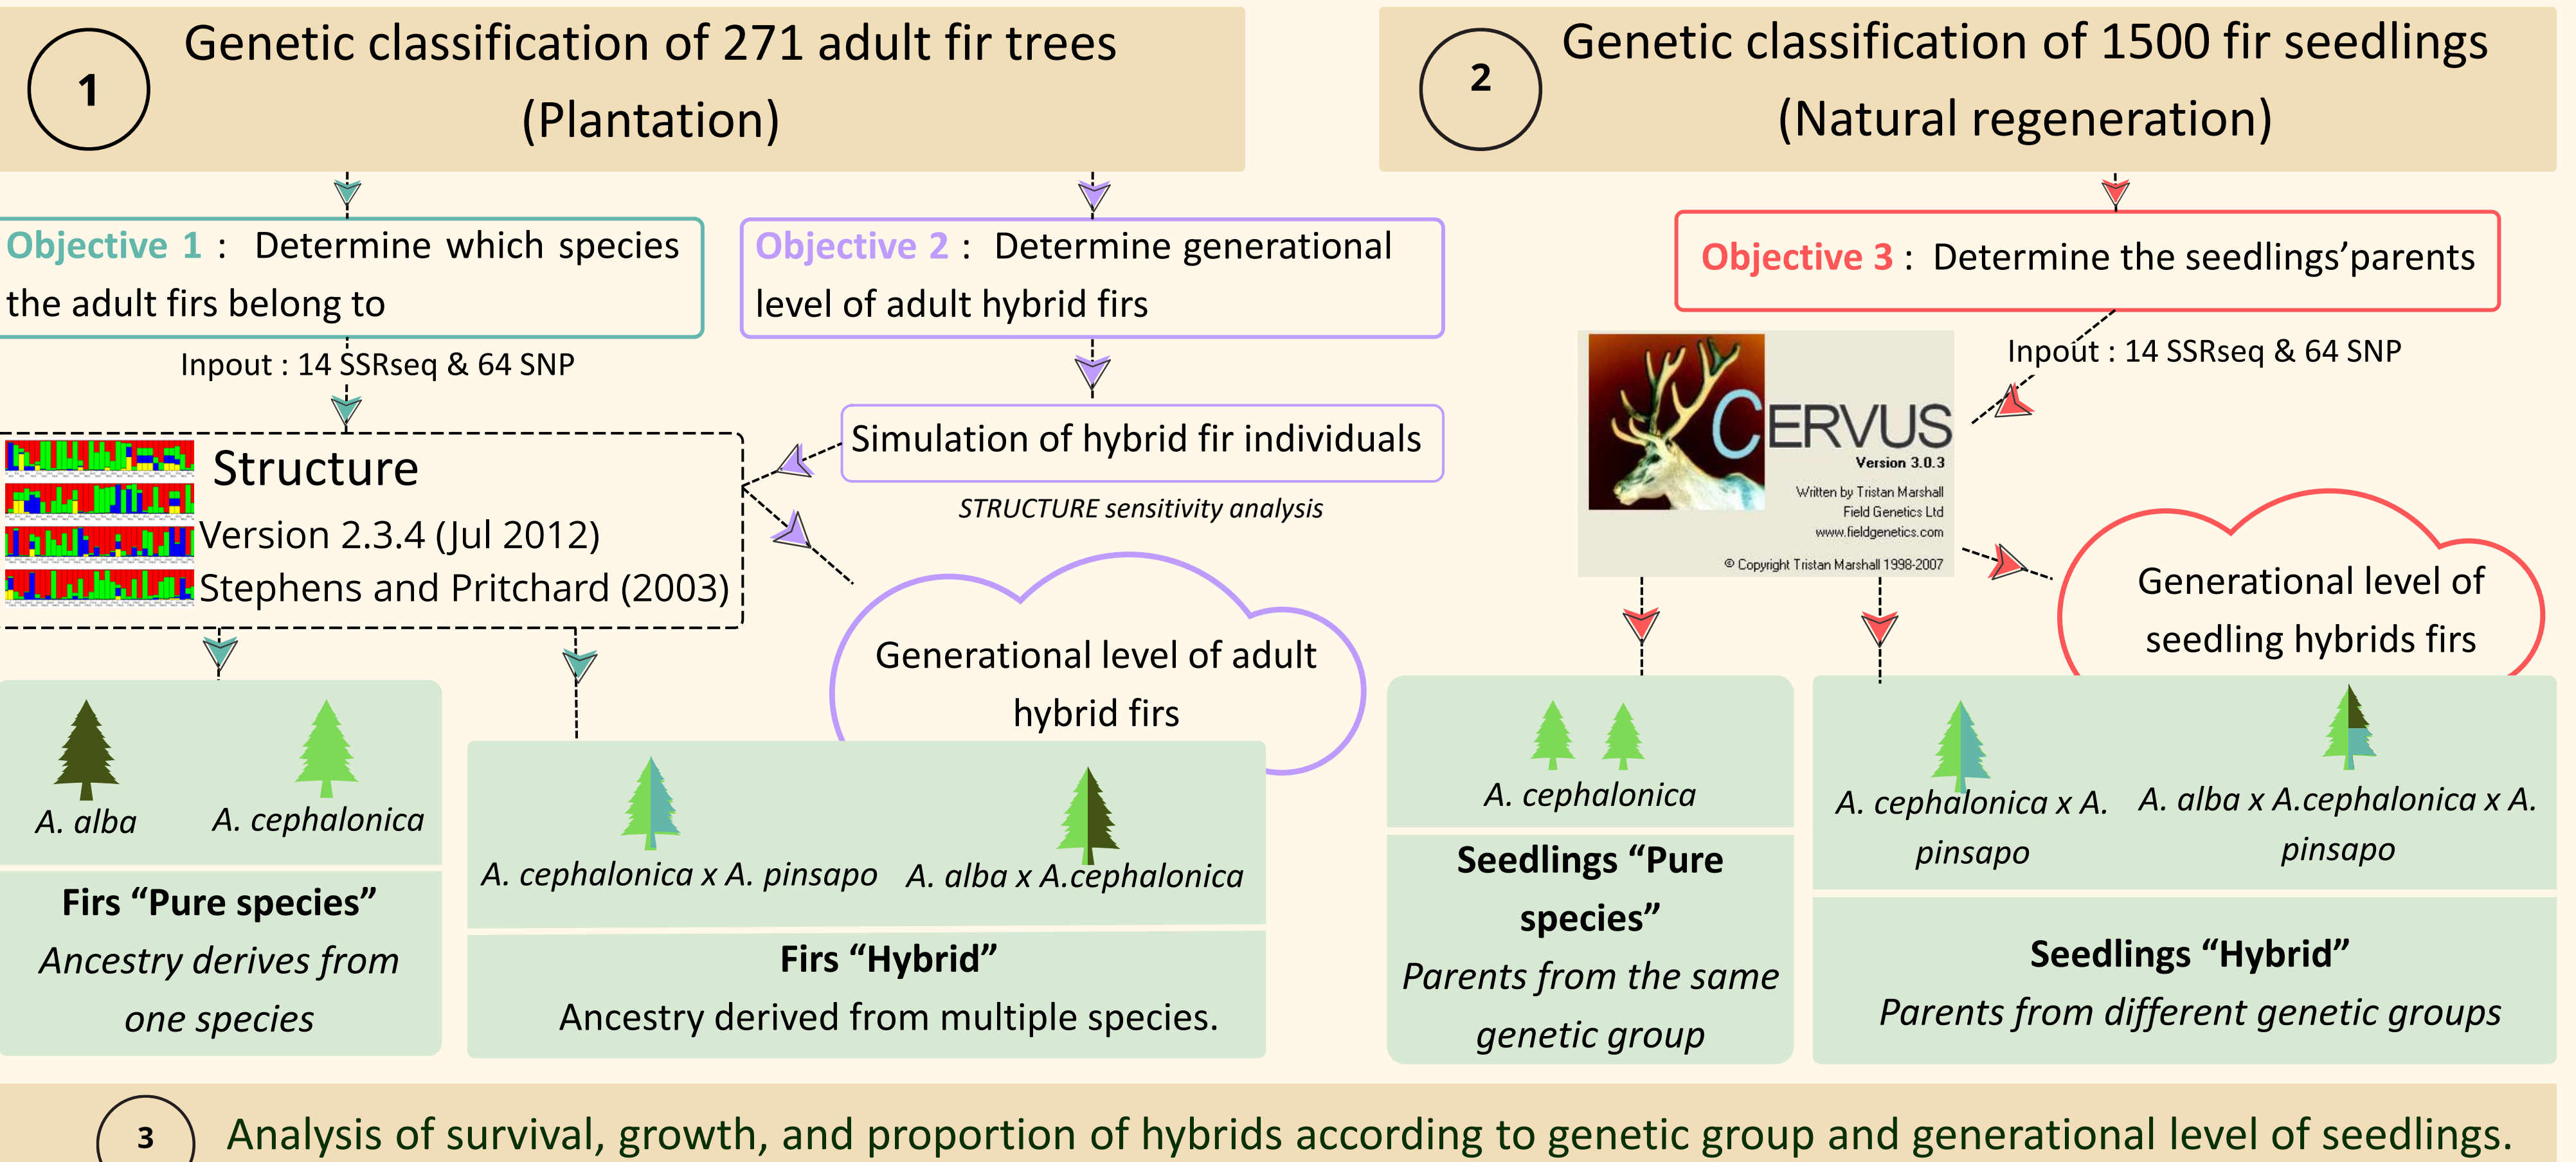 1
Genetic classification of 271 adult fir trees
(Plantation)
2
Genetic classification of 1500 fir seedlings
(Natural regeneration)
Objective 1 : Determine which species
the adult firs belong to
Objective 2 : Determine generational
level of adult hybrid firs
Objective 3 : Determine the seedlings’parents
Inpout : 14 SSRseq & 64 SNP
Structure
Version 2.3.4 (Jul 2012)
Stephens and Pritchard (2003)
Simulation of hybrid fir individuals
STRUCTURE sensitivity analysis
Generational level of adult
hybrid firs
Inpout : 14 SSRseq & 64 SNP
CERVUS
Version 3.0.3
Written by Tristan Marshall
Field Genetics Ltd
www.fieldgenetics.com
© Copyright Tristan Marshall 1998-2007
Generational level of
seedling hybrids firs
A. alba
A. cephalonica
Firs “Pure species”
Ancestry derives from
one species
A. cephalonica x A. pinsapo
A. alba x A.cephalonica
Firs “Hybrid”
Ancestry derived from multiple species.
A. cephalonica
Seedlings “Pure
species”
Parents from the same
genetic group
A. cephalonica x A.
pinsapo
A. alba x A.cephalonica x A.
pinsapo
Seedlings “Hybrid”
Parents from different genetic groups
3
Analysis of survival, growth, and proportion of hybrids according to genetic group and generational level of seedlings.